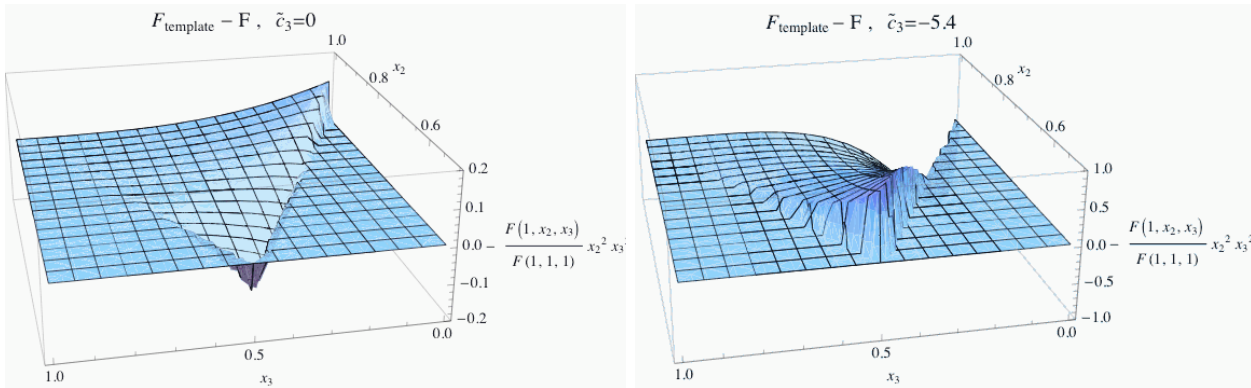 F_template − F ,  c̃_3=0
1.0
x_2
0.8
0.6
0.2
0.1
0.0
−0.1
−0.2
− F(1, x_2, x_3) / F(1, 1, 1) x_2^2 x_3^2
0.0
0.5
1.0
x_3
F_template − F ,  c̃_3=−5.4
1.0
x_2
0.8
0.6
1.0
0.5
0.0
−0.5
−1.0
− F(1, x_2, x_3) / F(1, 1, 1) x_2^2 x_3^2
0.0
0.5
1.0
x_3